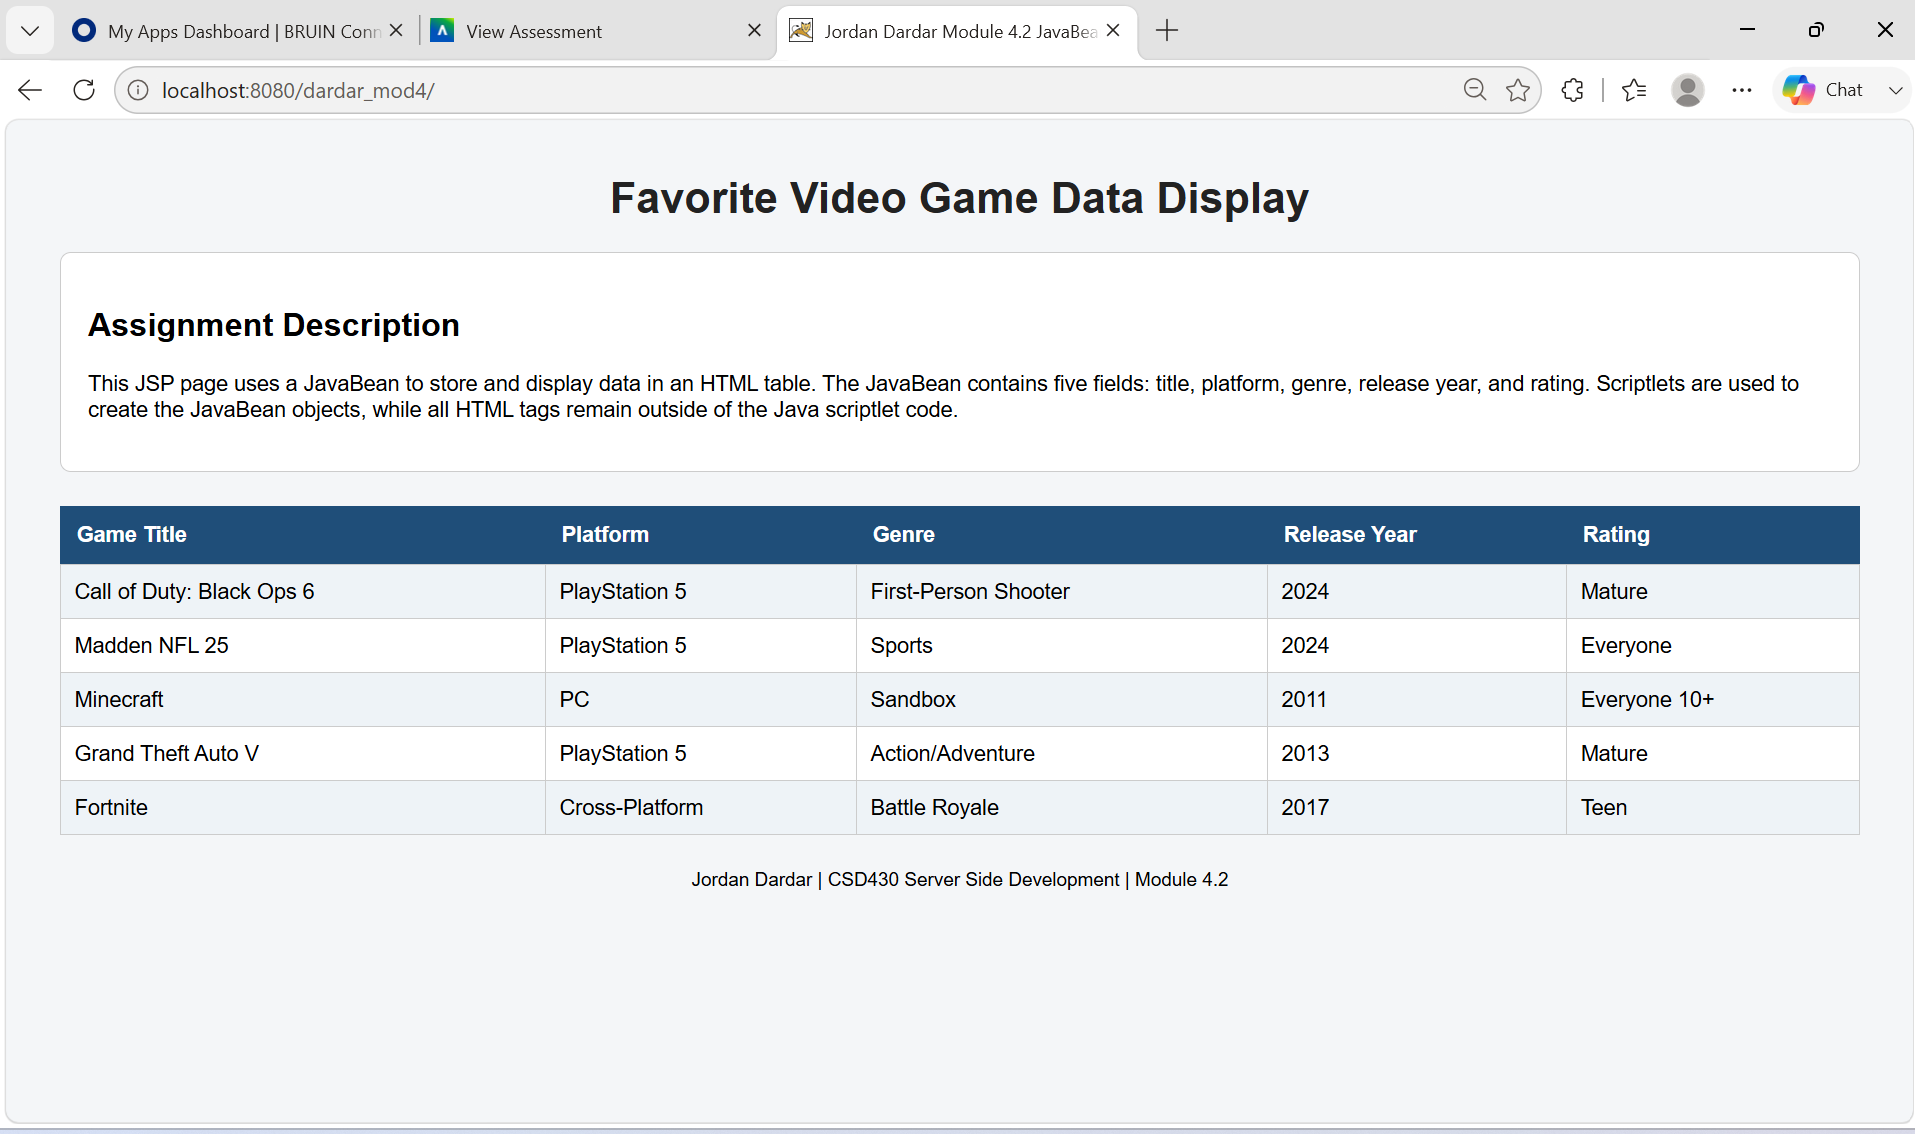 My Apps Dashboard | BRUIN Conn
View Assessment
Jordan Dardar Module 4.2 JavaBea
localhost:8080/dardar_mod4/
Chat
Favorite Video Game Data Display
Assignment Description
This JSP page uses a JavaBean to store and display data in an HTML table. The JavaBean contains five fields: title, platform, genre, release year, and rating. Scriptlets are used to
create the JavaBean objects, while all HTML tags remain outside of the Java scriptlet code.
Game Title Platform Genre Release Year Rating
Call of Duty: Black Ops 6 PlayStation 5 First-Person Shooter 2024 Mature
Madden NFL 25 PlayStation 5 Sports 2024 Everyone
Minecraft PC Sandbox 2011 Everyone 10+
Grand Theft Auto V PlayStation 5 Action/Adventure 2013 Mature
Fortnite Cross-Platform Battle Royale 2017 Teen
Jordan Dardar | CSD430 Server Side Development | Module 4.2